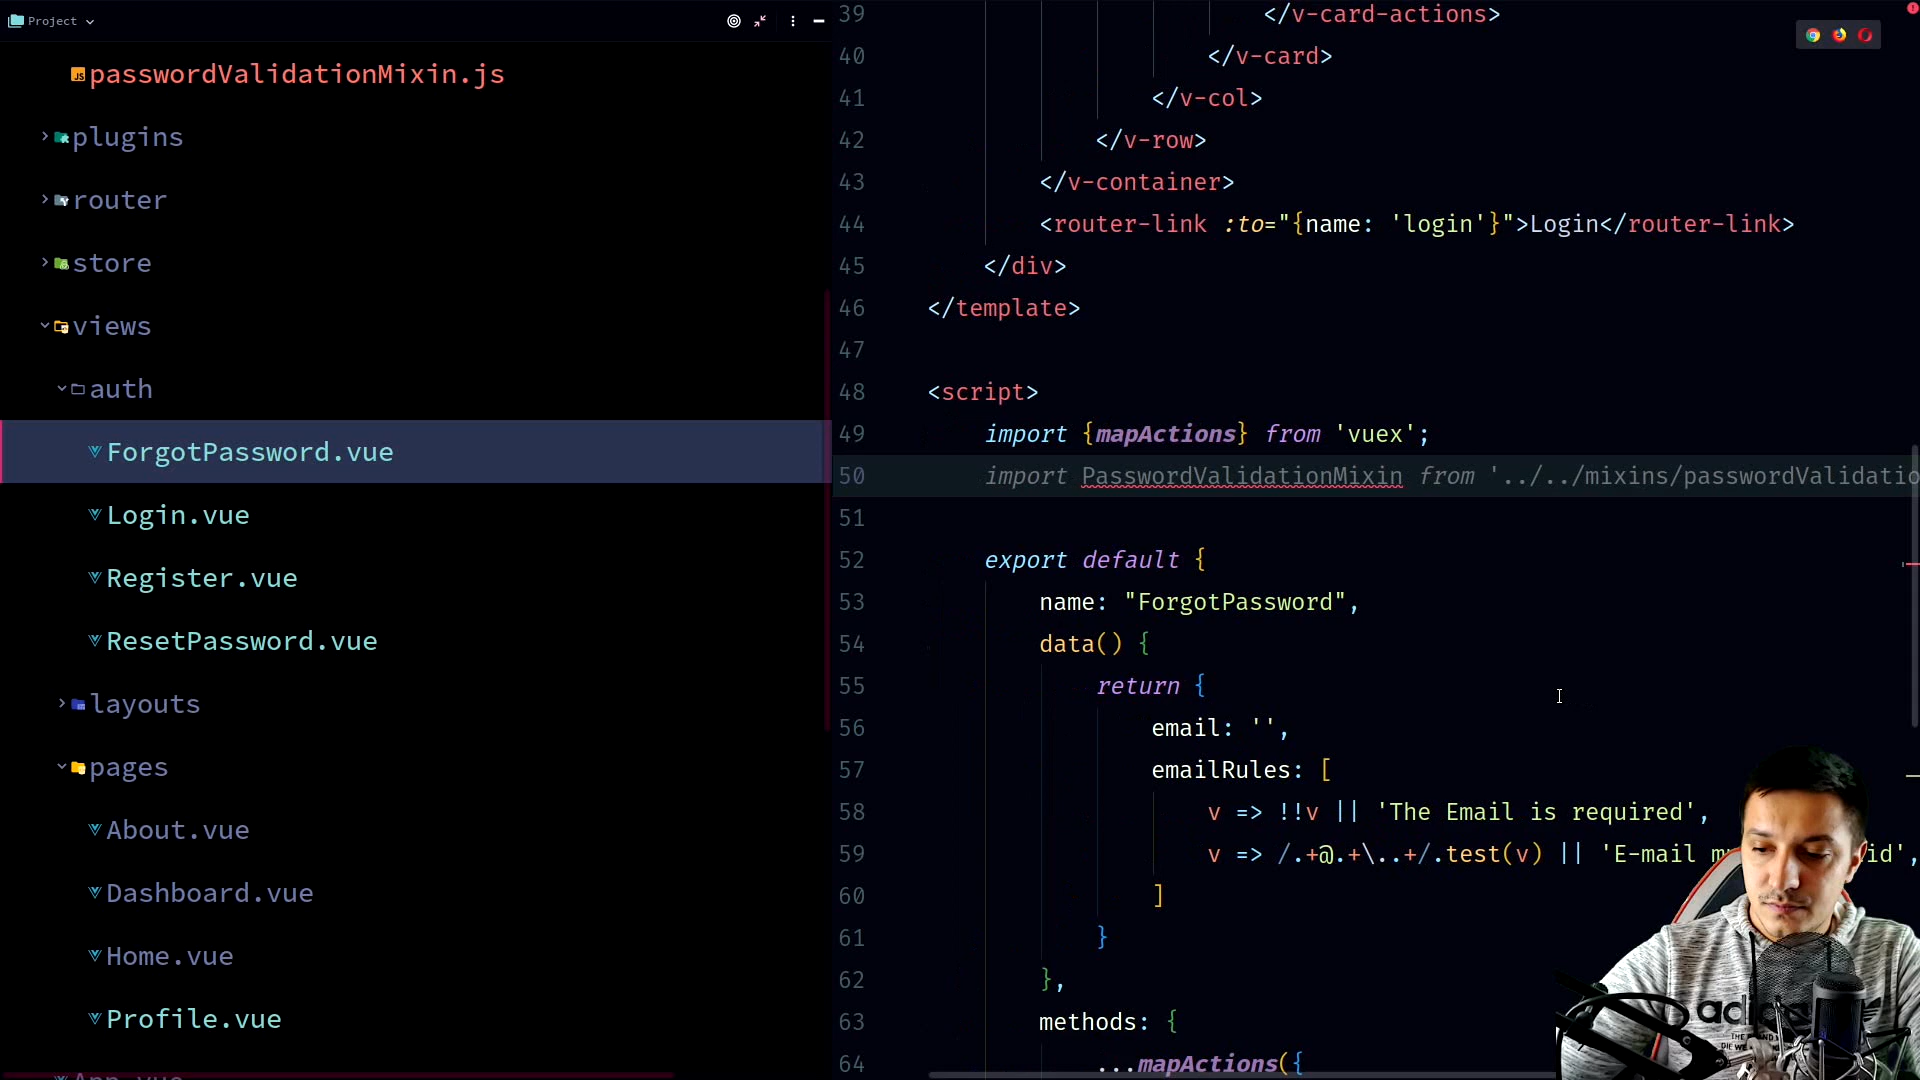 Project
passwordValidationMixin.js
plugins
router
store
views
auth
ForgotPassword.vue
Login.vue
Register.vue
ResetPassword.vue
layouts
pages
About.vue
Dashboard.vue
Home.vue
Profile.vue
App.vue
39 </v-card-actions>
40 </v-card>
41 </v-col>
42 </v-row>
43 </v-container>
44 <router-link :to="{name: 'login'}">Login</router-link>
45 </div>
46 </template>
47
48 <script>
49 import {mapActions} from 'vuex';
50 import PasswordValidationMixin from '../../mixins/passwordValidatio
51
52 export default {
53 name: "ForgotPassword",
54 data() {
55 return {
56 email: '',
57 emailRules: [
58 v => !!v || 'The Email is required',
59 v => /.+@.+\..+/.test(v) || 'E-mail id',
60 ]
61 }
62 },
63 methods: {
64 ...mapActions({